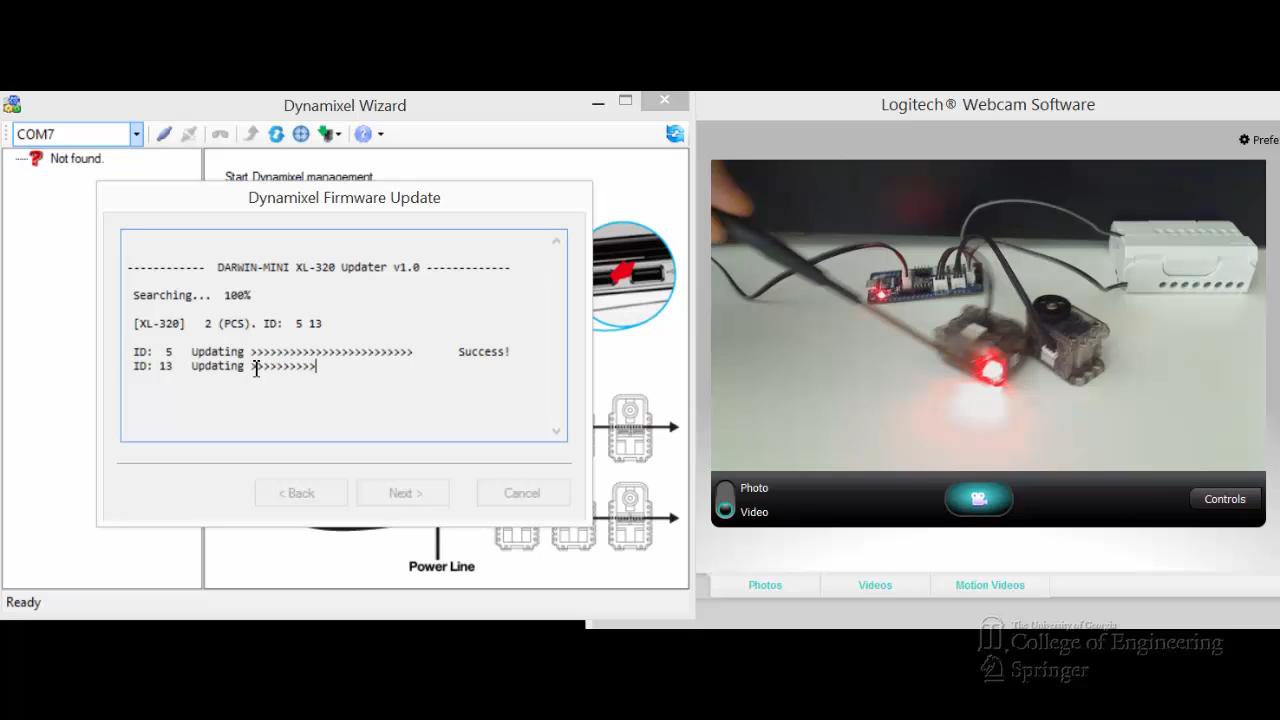 Dynamixel Wizard
COM7
Not found.
Start Dynamixel management
Dynamixel Firmware Update
------------ DARWIN-MINI XL-320 Updater v1.0 -------------
Searching... 100%
[XL-320] 2 (PCS). ID: 5 13
ID: 5 Updating >>>>>>>>>>>>>>>>>>>>>>>>> Success!
ID: 13 Updating >>>>>>>>>>
< Back
Next >
Cancel
Power Line
Ready
Logitech® Webcam Software
Prefe
Photo
Video
Controls
Photos
Videos
Motion Videos
The University of Georgia
College of Engineering
Springer